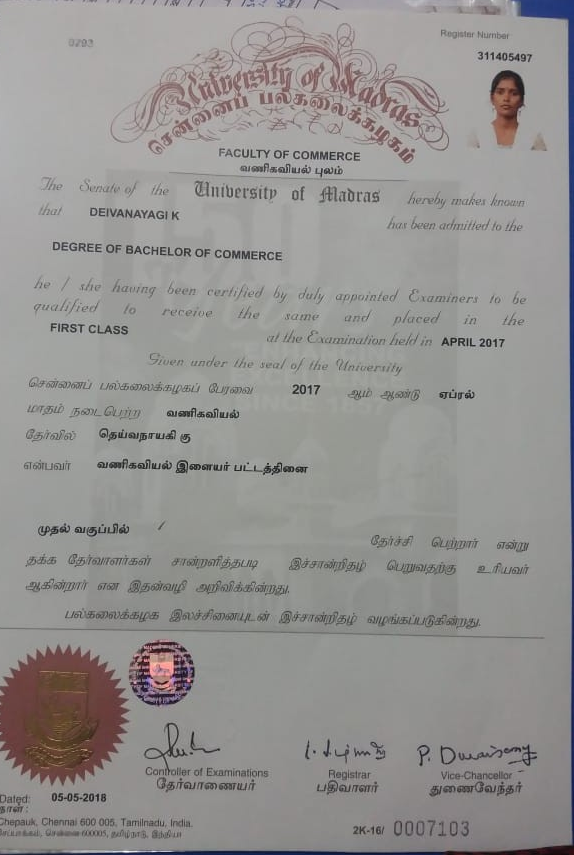 0293
Register Number
311405497
University of Madras
சென்னைப் பல்கலைக்கழகம்
FACULTY OF COMMERCE
வணிகவியல் புலம்
The Senate of the University of Madras hereby makes known
that DEIVANAYAGI K has been admitted to the
DEGREE OF BACHELOR OF COMMERCE
he / she having been certified by duly appointed Examiners to be
qualified to receive the same and placed in the
FIRST CLASS at the Examination held in APRIL 2017
Given under the seal of the University
சென்னைப் பல்கலைக்கழகப் பேரவை 2017 ஆம் ஆண்டு ஏப்ரல்
மாதம் நடைபெற்ற வணிகவியல்
தேர்வில் தெய்வநாயகி கு
என்பவர் வணிகவியல் இளையர் பட்டத்தினை
முதல் வகுப்பில்
தேர்ச்சி பெற்றார் என்று
தக்க தேர்வாளர்கள் சான்றளித்தபடி இச்சான்றிதழ் பெறுவதற்கு உரியவர்
ஆகின்றார் என இதன்வழி அறிவிக்கின்றது.
பல்கலைக்கழக இலச்சினையுடன் இச்சான்றிதழ் வழங்கப்படுகின்றது.
P. Duraisamy
Controller of Examinations Registrar Vice-Chancellor
தேர்வாணையர் பதிவாளர் துணைவேந்தர்
Dated: 05-05-2018
நாள் :
Chepauk, Chennai 600 005, Tamilnadu, India.
சேப்பாக்கம், சென்னை 600005, தமிழ்நாடு, இந்தியா
2K-16/ 0007103